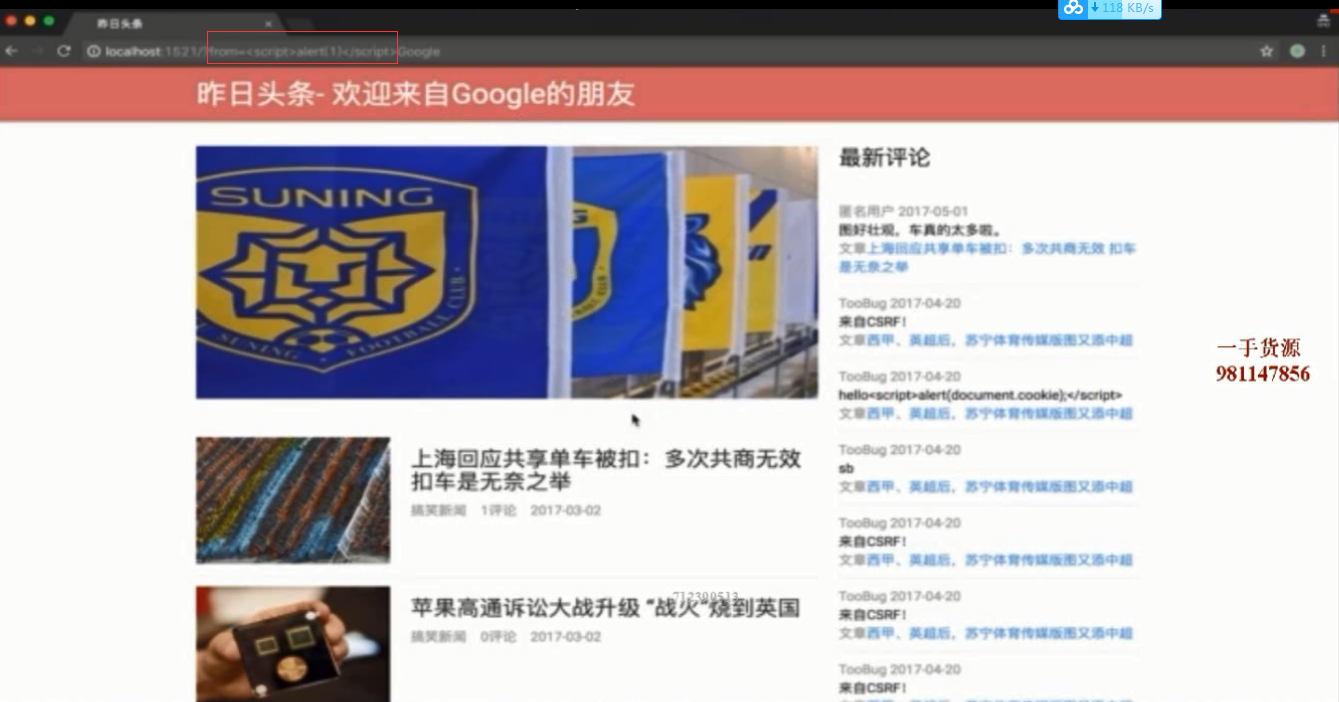 118 KB/s
昨日头条
localhost:1521/?from=<script>alert(1)</script>Google
昨日头条- 欢迎来自Google的朋友
SUNING
SUNING FOOTBALL CLUB
上海回应共享单车被扣：多次共商无效
扣车是无奈之举
搞笑新闻 1评论 2017-03-02
苹果高通诉讼大战升级 “战火”烧到英国
搞笑新闻 0评论 2017-03-02
712390513
最新评论
匿名用户 2017-05-01
图好壮观，车真的太多啦。
文章上海回应共享单车被扣：多次共商无效 扣车
是无奈之举
TooBug 2017-04-20
来自CSRF！
文章西甲、英超后，苏宁体育传媒版图又添中超
TooBug 2017-04-20
hello<script>alert(document.cookie);</script>
文章西甲、英超后，苏宁体育传媒版图又添中超
TooBug 2017-04-20
sb
文章西甲、英超后，苏宁体育传媒版图又添中超
TooBug 2017-04-20
来自CSRF！
文章西甲、英超后，苏宁体育传媒版图又添中超
TooBug 2017-04-20
来自CSRF！
文章西甲、英超后，苏宁体育传媒版图又添中超
TooBug 2017-04-20
来自CSRF！
一手货源
981147856